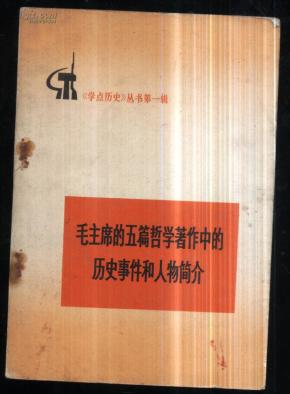 《学点历史》丛书第一辑
毛主席的五篇哲学著作中的
历史事件和人物简介